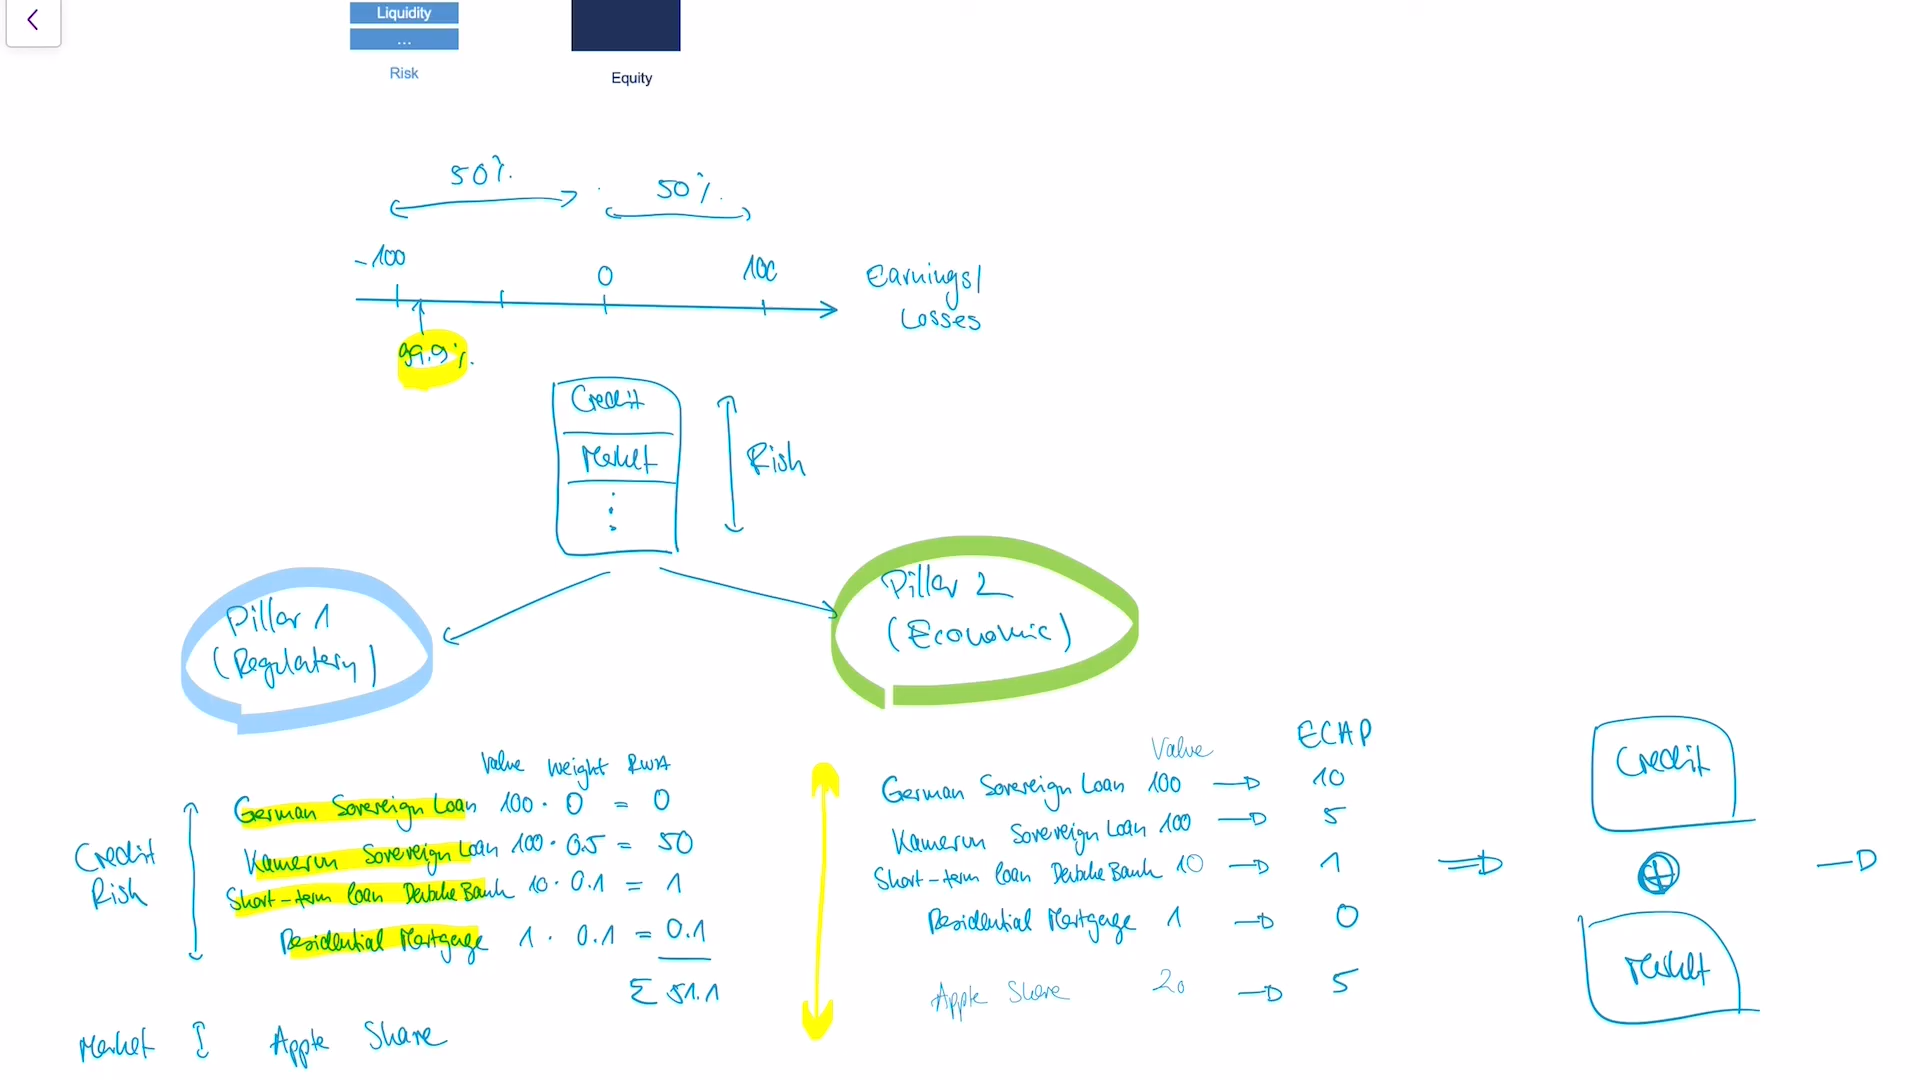 Liquidity
...
Risk
Equity
50%
50%
-100
0
100
Earnings/
Losses
99.9%
Credit
Market
Risk
Pillar 1
(Regulatory)
Pillar 2
(Economic)
Value Weight RWA
German Sovereign Loan 100 · 0 = 0
Kamerun Sovereign Loan 100 · 0.5 = 50
Short-term loan Deutsche Bank 10 · 0.1 = 1
Residential Mortgage 1 · 0.1 = 0.1
Σ 51.1
Credit
Risk
Market
Apple Share
Value ECAP
German Sovereign Loan 100 → 10
Kamerun Sovereign Loan 100 → 5
Short-term loan Deutsche Bank 10 → 1
Residential Mortgage 1 → 0
Apple Share 20 → 5
Credit
+
Market